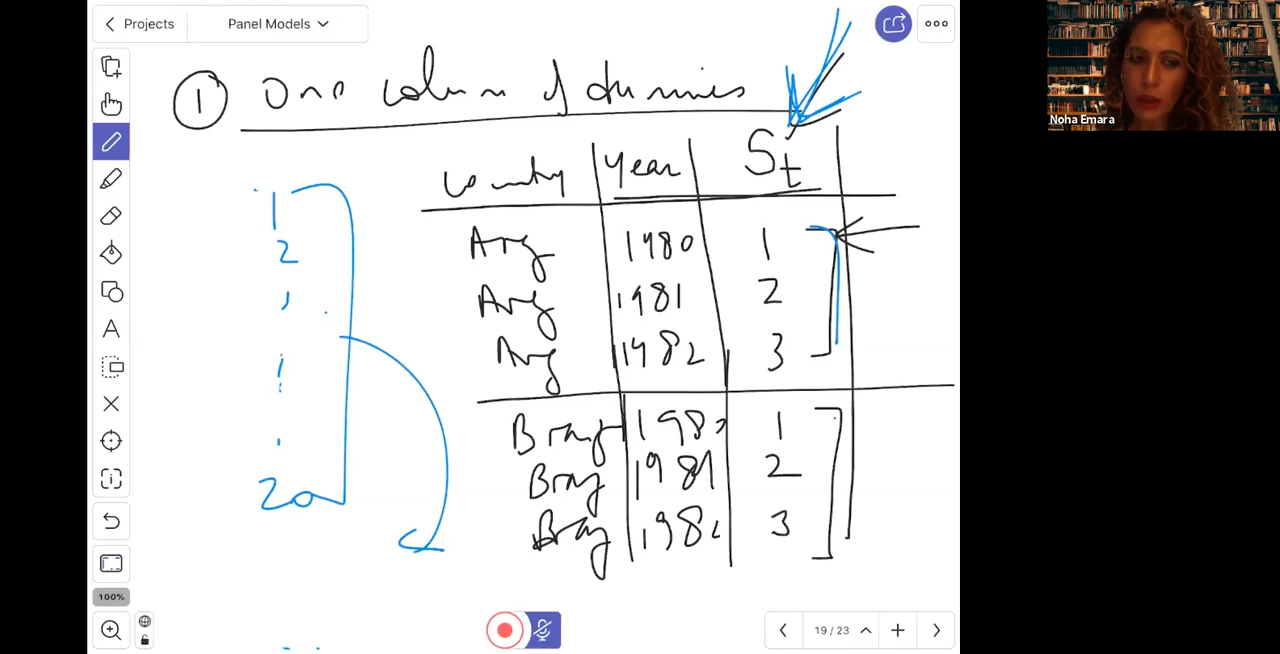 Projects
Panel Models
Noha Emara
1 One column of dummies
Country Year St
Arg 1980 1
Arg 1981 2
Arg 1982 3
Braz 1980 1
Braz 1981 2
Braz 1982 3
1
2
20
A
100%
19 / 23